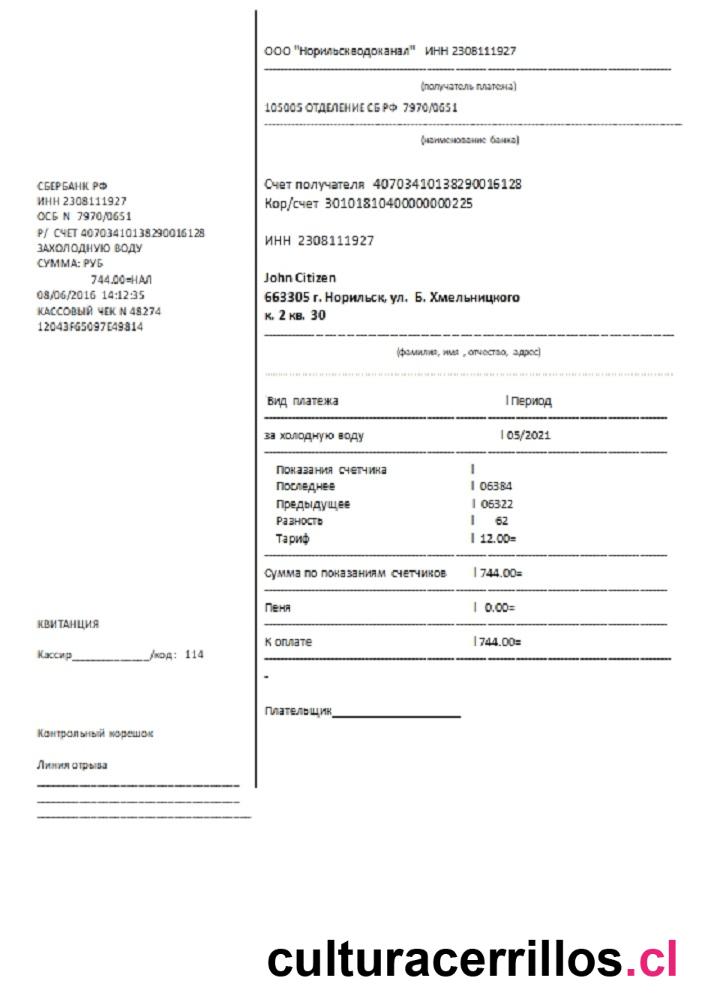 СБЕРБАНК РФ
ИНН 2308111927
ОСБ N 7970/0651
Р/ СЧЕТ 40703410138290016128
ЗАХОЛОДНУЮ ВОДУ
СУММА: РУБ
744.00=НАЛ
08/06/2016 14:12:35
КАССОВЫЙ ЧЕК N 48274
12043F65097E49814
КВИТАНЦИЯ
Кассир______________/код: 114
Контрольный корешок
Линия отрыва
ООО "Норильскводоканал" ИНН 2308111927
(получатель платежа)
105005 ОТДЕЛЕНИЕ СБ РФ 7970/0651
(наименование банка)
Счет получателя 40703410138290016128
Кор/счет 30101810400000000225
ИНН 2308111927
John Citizen
663305 г. Норильск, ул. Б. Хмельницкого
к. 2 кв. 30
(фамилия, имя , отчество, адрес)
Вид платежа | Период
за холодную воду | 05/2021
Показания счетчика |
Последнее | 06384
Предыдущее | 06322
Разность | 62
Тариф | 12.00=
Сумма по показаниям счетчиков | 744.00=
Пеня | 0.00=
К оплате | 744.00=
-
Плательщик____________________
culturacerrillos.cl